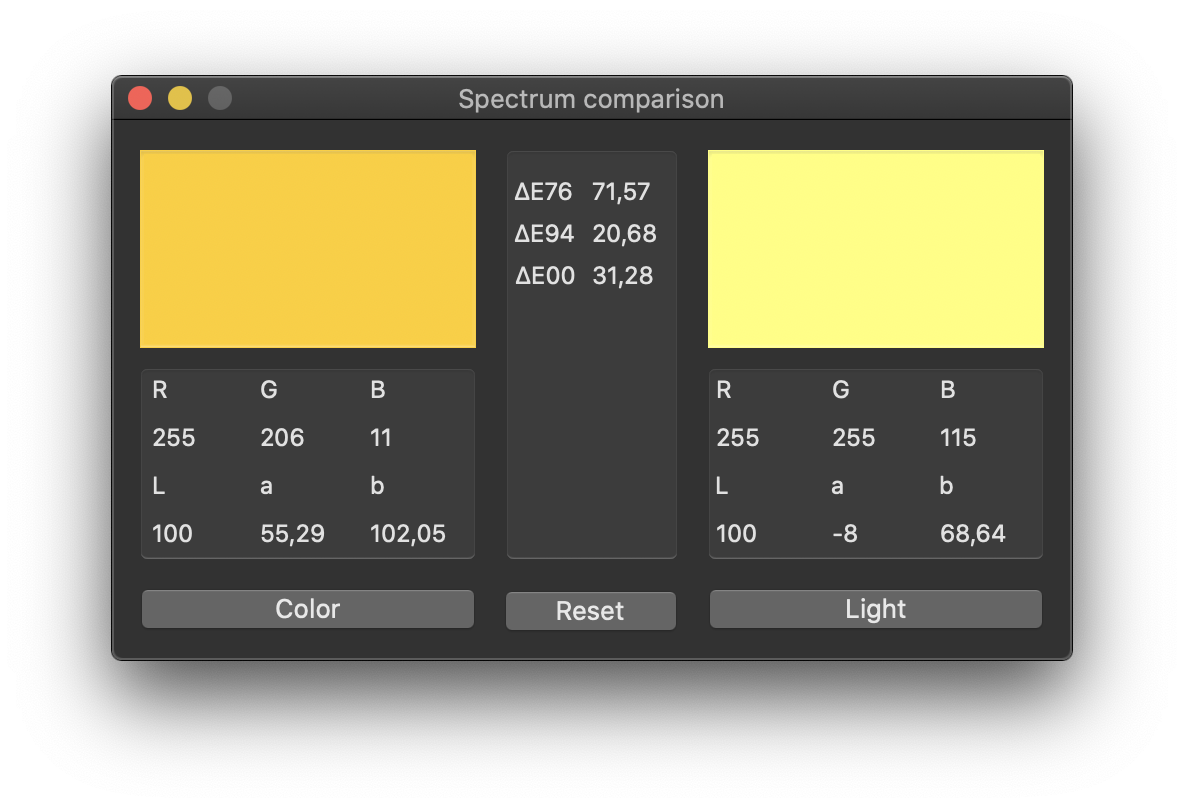 Spectrum comparison
ΔE76 71,57
ΔE94 20,68
ΔE00 31,28
R G B
255 206 11
L a b
100 55,29 102,05
R G B
255 255 115
L a b
100 -8 68,64
Color
Reset
Light